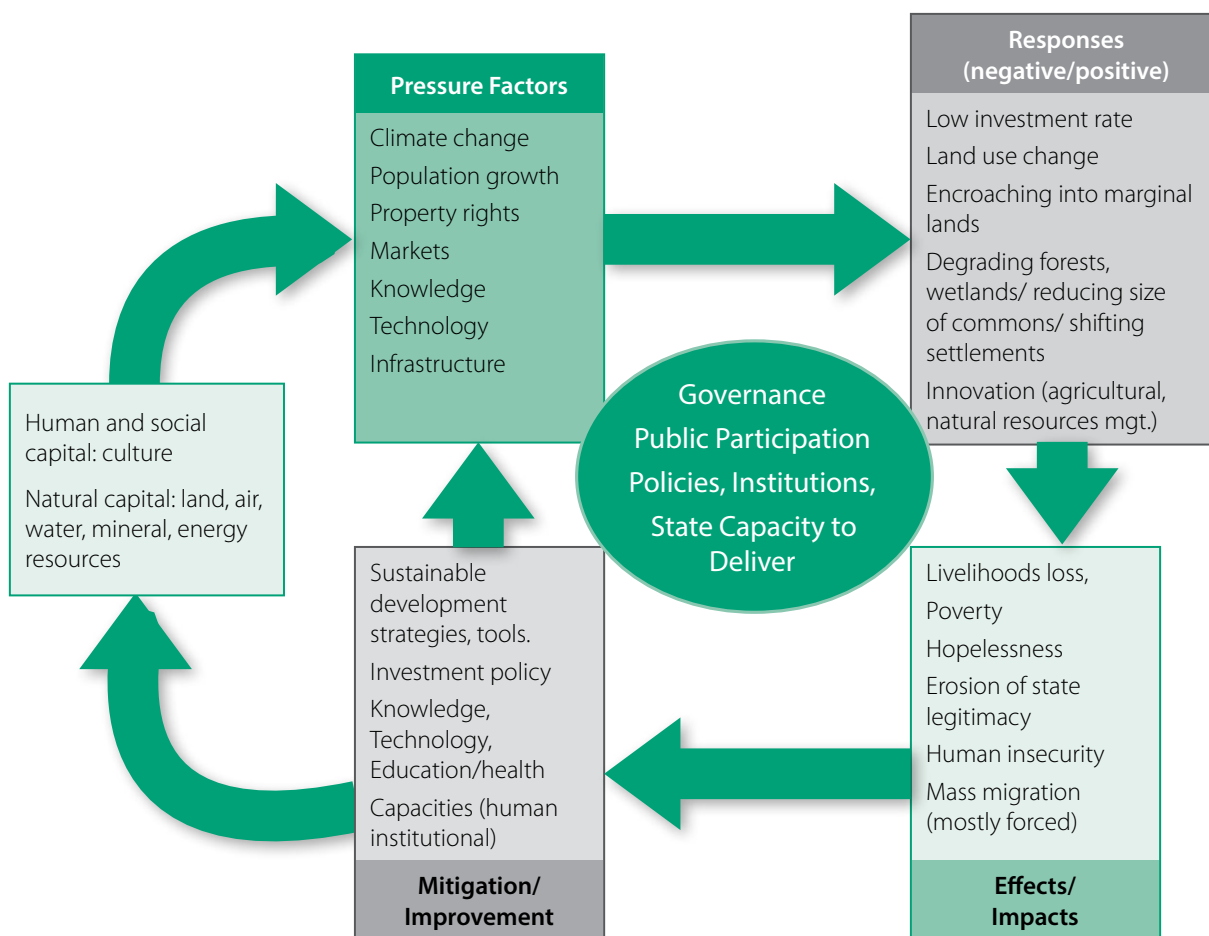 Pressure Factors
Climate change
Population growth
Property rights
Markets
Knowledge
Technology
Infrastructure
Responses
(negative/positive)
Low investment rate
Land use change
Encroaching into marginal
lands
Degrading forests,
wetlands/ reducing size
of commons/ shifting
settlements
Innovation (agricultural,
natural resources mgt.)
Human and social
capital: culture
Natural capital: land, air,
water, mineral, energy
resources
Governance
Public Participation
Policies, Institutions,
State Capacity to
Deliver
Sustainable
development
strategies, tools.
Investment policy
Knowledge,
Technology,
Education/health
Capacities (human
institutional)
Mitigation/
Improvement
Livelihoods loss,
Poverty
Hopelessness
Erosion of state
legitimacy
Human insecurity
Mass migration
(mostly forced)
Effects/
Impacts